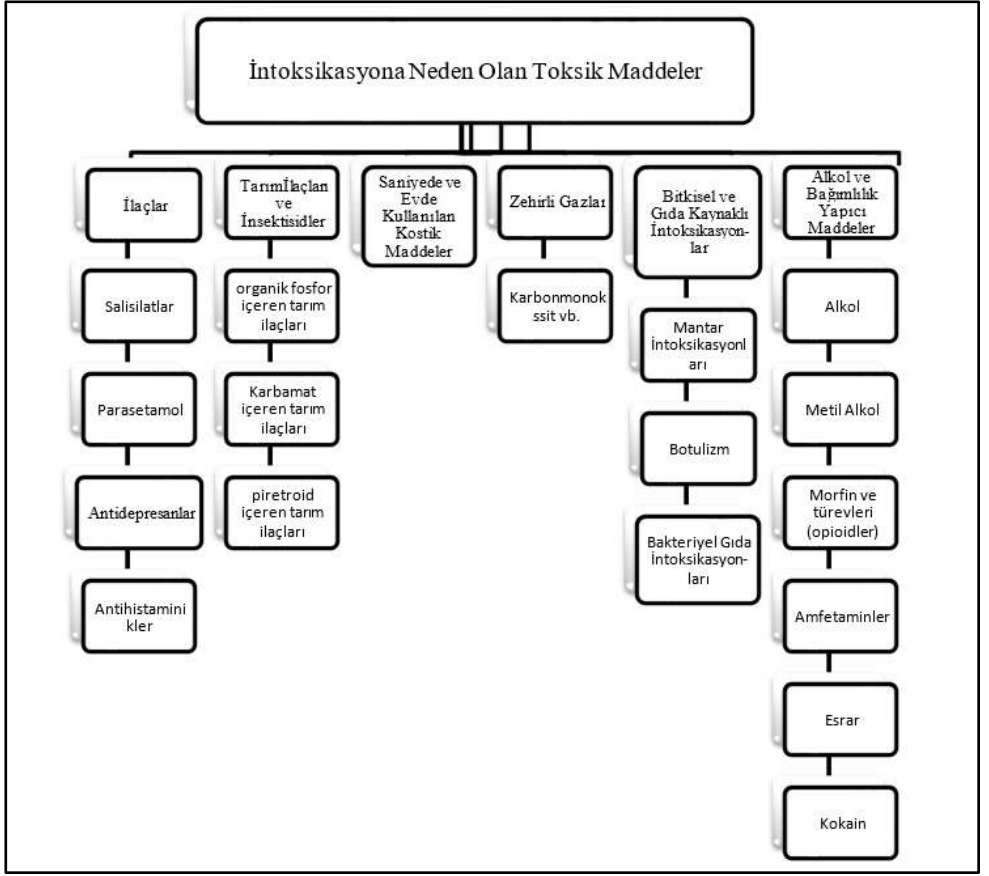 İntoksikasyona Neden Olan Toksik Maddeler
İlaçlar
Salisilatlar
Parasetamol
Antidepresanlar
Antihistamini
kler
Tarımİlaçları
ve
İnsektisidler
organik fosfor
içeren tarım
ilaçları
Karbamat
içeren tarım
ilaçları
piretroid
içeren tarım
ilaçları
Saniyede ve
Evde
Kullanılan
Kostik
Maddeler
Zehirli Gazlar
Karbonmonok
ssit vb.
Bitkisel ve
Gıda Kaynaklı
İntoksikasyon-
lar
Mantar
İntoksikasyonl
arı
Botulizm
Bakteriyel Gıda
İntoksikasyon-
ları
Alkol ve
Bağımlılık
Yapıcı
Maddeler
Alkol
Metil Alkol
Morfin ve
türevleri
(opioidler)
Amfetaminler
Esrar
Kokain